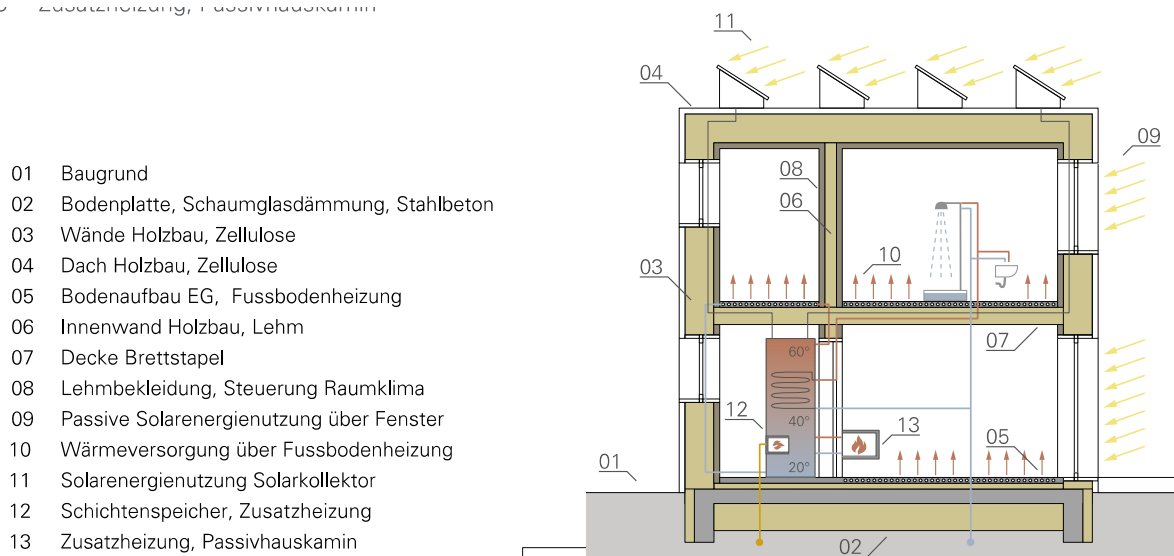 Zusatzheizung, Passivhauskamin
11
04
09
08
06
10
03
07
60°
40°
20°
12
13
05
01
02
01 Baugrund
02 Bodenplatte, Schaumglasdämmung, Stahlbeton
03 Wände Holzbau, Zellulose
04 Dach Holzbau, Zellulose
05 Bodenaufbau EG, Fussbodenheizung
06 Innenwand Holzbau, Lehm
07 Decke Brettstapel
08 Lehmbekleidung, Steuerung Raumklima
09 Passive Solarenergienutzung über Fenster
10 Wärmeversorgung über Fussbodenheizung
11 Solarenergienutzung Solarkollektor
12 Schichtenspeicher, Zusatzheizung
13 Zusatzheizung, Passivhauskamin